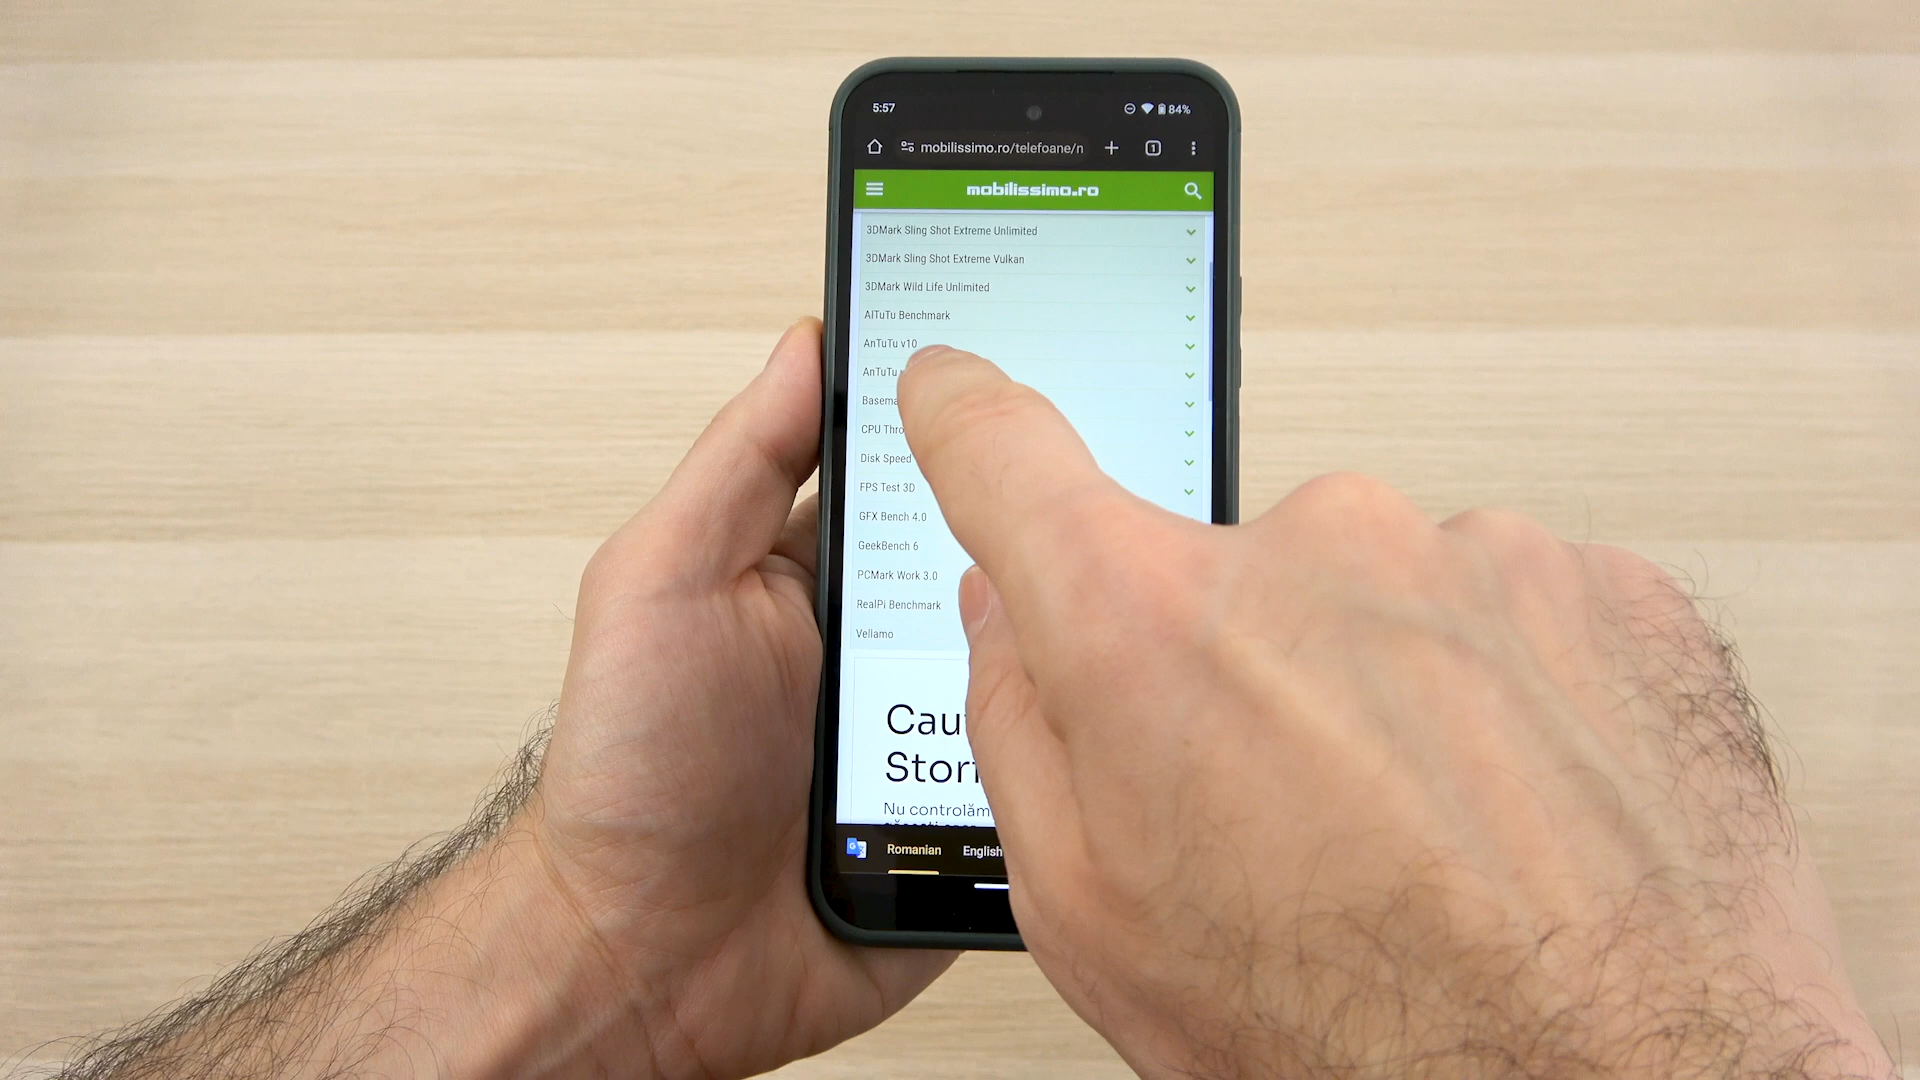 5:57
84%
mobilissimo.ro/telefoane/n
1
mobilissimo.ro
3DMark Sling Shot Extreme Unlimited
3DMark Sling Shot Extreme Vulkan
3DMark Wild Life Unlimited
AITuTu Benchmark
AnTuTu v10
AnTuTu
Basema
CPU Thro
Disk Speed
FPS Test 3D
GFX Bench 4.0
GeekBench 6
PCMark Work 3.0
RealPi Benchmark
Vellamo
Cau
Stori
Nu controlăm
Romanian English